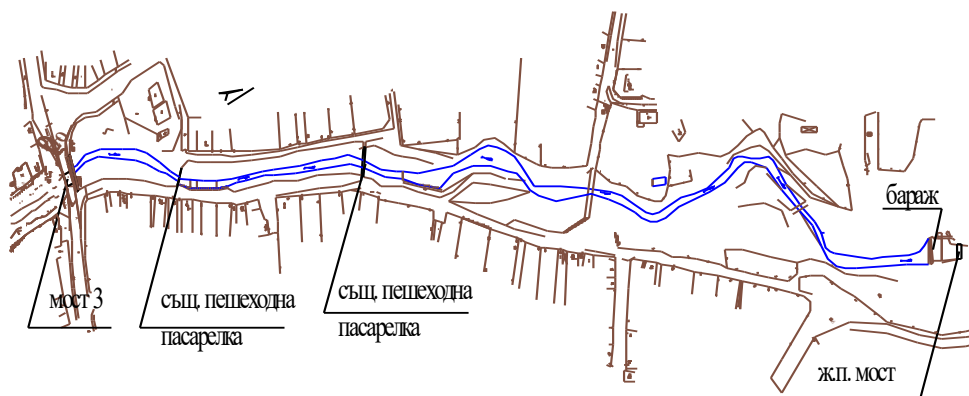 бараж
мост 3
същ. пешеходна
пасарелка
същ. пешеходна
пасарелка
ж.п. мост